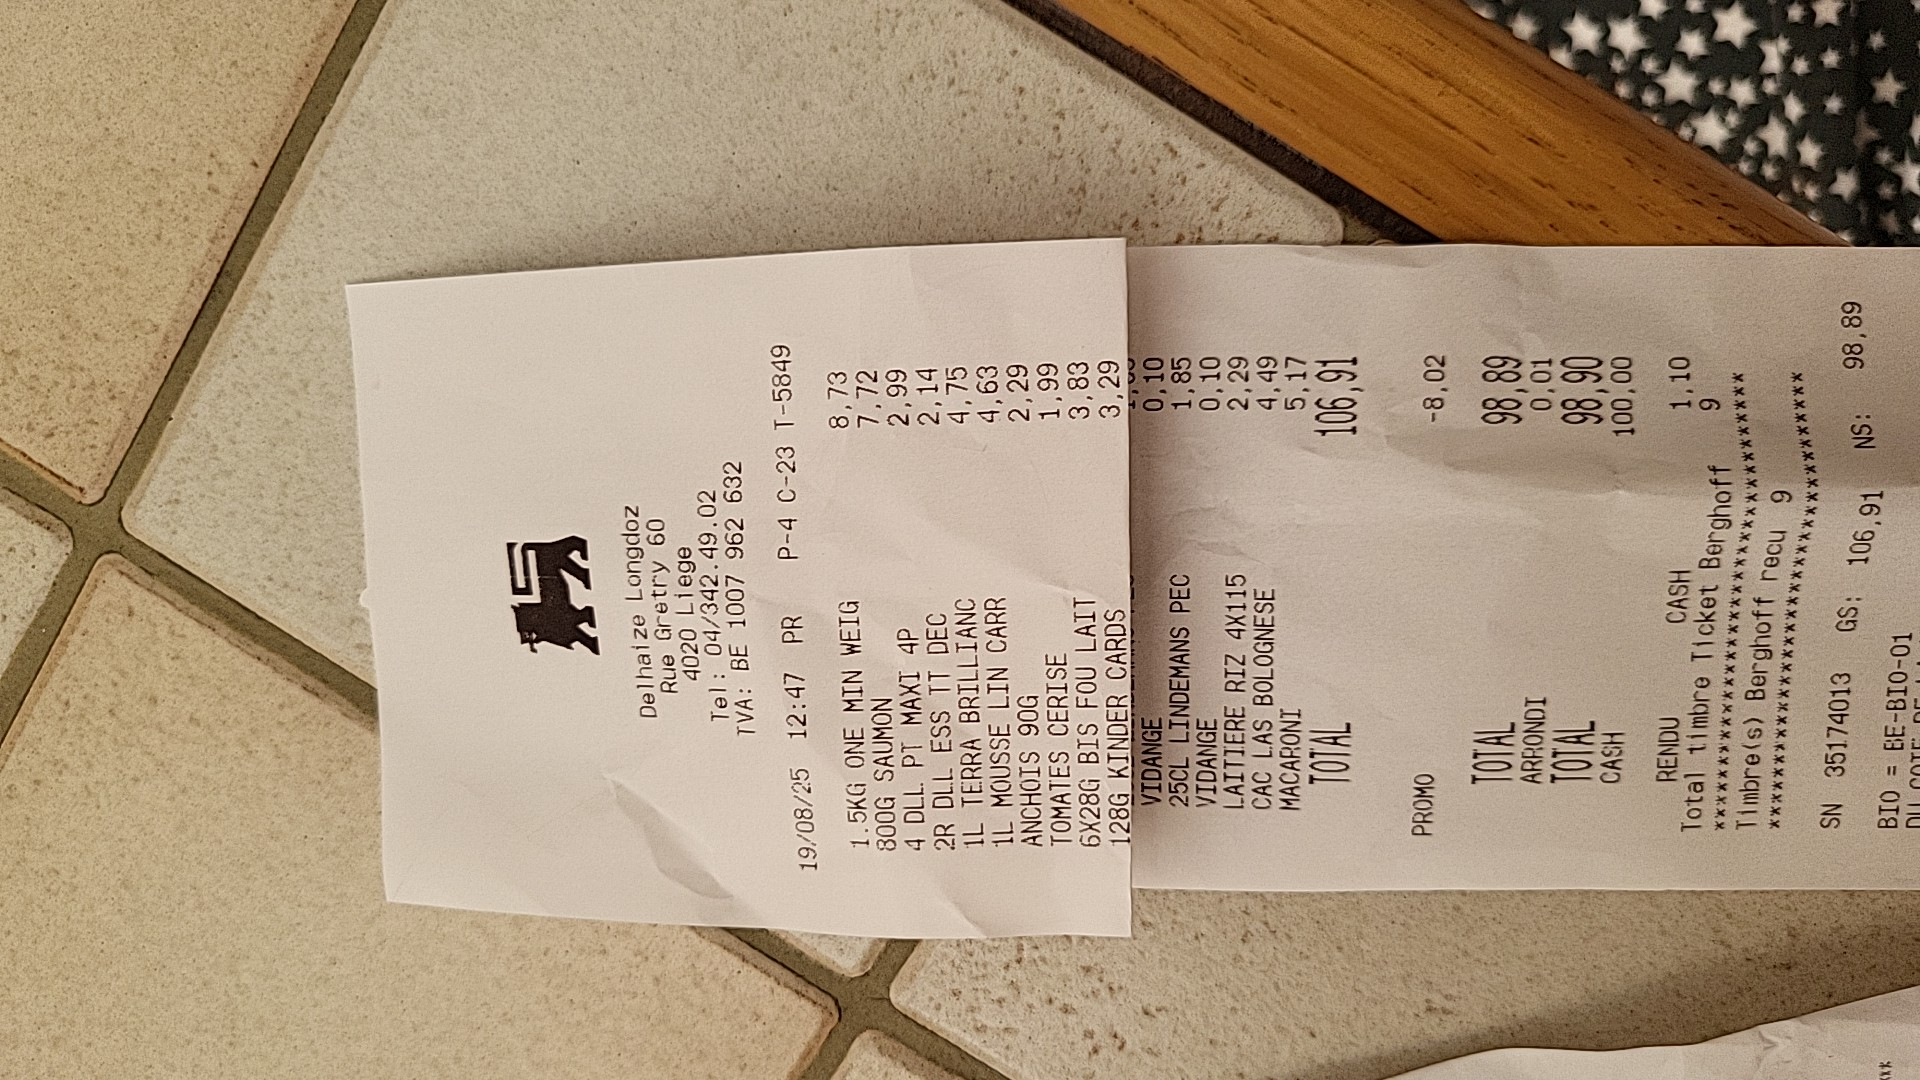 Delhaize Longdoz
Rue Gretry 60
4020 Liege
Tel: 04/342.49.02
TVA: BE 1007 962 632
19/08/25 12:47 PR P-4 C-23 T-5849
1.5KG ONE MIN WEIG 8,73
800G SAUMON 7,72
4 DLL PT MAXI 4P 2,99
2R DLL ESS TT DEC 2,14
1L TERRA BRILLIANC 4,75
1L MOUSSE LIN CARR 4,63
ANCHOIS 90G 2,29
TOMATES CERISE 1,99
6X28G BIS FOU LAIT 3,83
128G KINDER CARDS 3,29
VIDANGE 0,10
25CL LINDEMANS PEC 1,85
VIDANGE 0,10
LAITIERE RIZ 4X115 2,29
CAC LAS BOLOGNESE 4,49
MACARONI 5,17
TOTAL 106,91
PROMO -8,02
TOTAL 98,89
ARRONDI 0,01
TOTAL 98,90
CASH 100,00
RENDU CASH 1,10
Total timbre Ticket Berghoff 9
******************************************
Timbre(s) Berghoff recu 9
******************************************
SN 35174013 GS: 106,91 NS: 98,89
BIO = BE-BIO-01